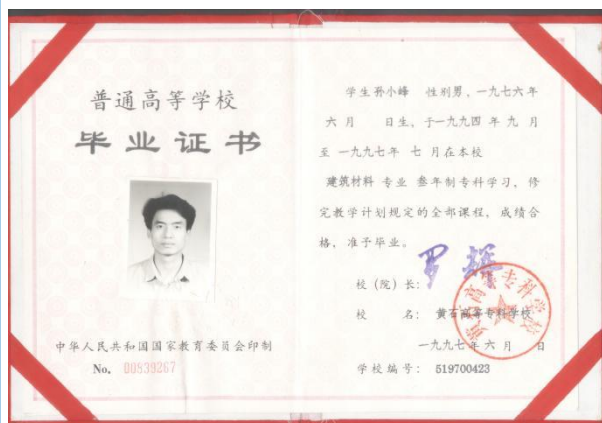 普通高等学校
毕业证书
中华人民共和国国家教育委员会印制
No. 00839267
学生孙小峰 性别男，一九七六年
六月 日生，于一九九四年九月
至一九九七年七月在本校
建筑材料专业叁年制专科学习，修
完教学计划规定的全部课程，成绩合
格，准予毕业。
校（院）长：罗
校 名：黄石高等专科学校
一九九七年六月 日
学校编号：519700423